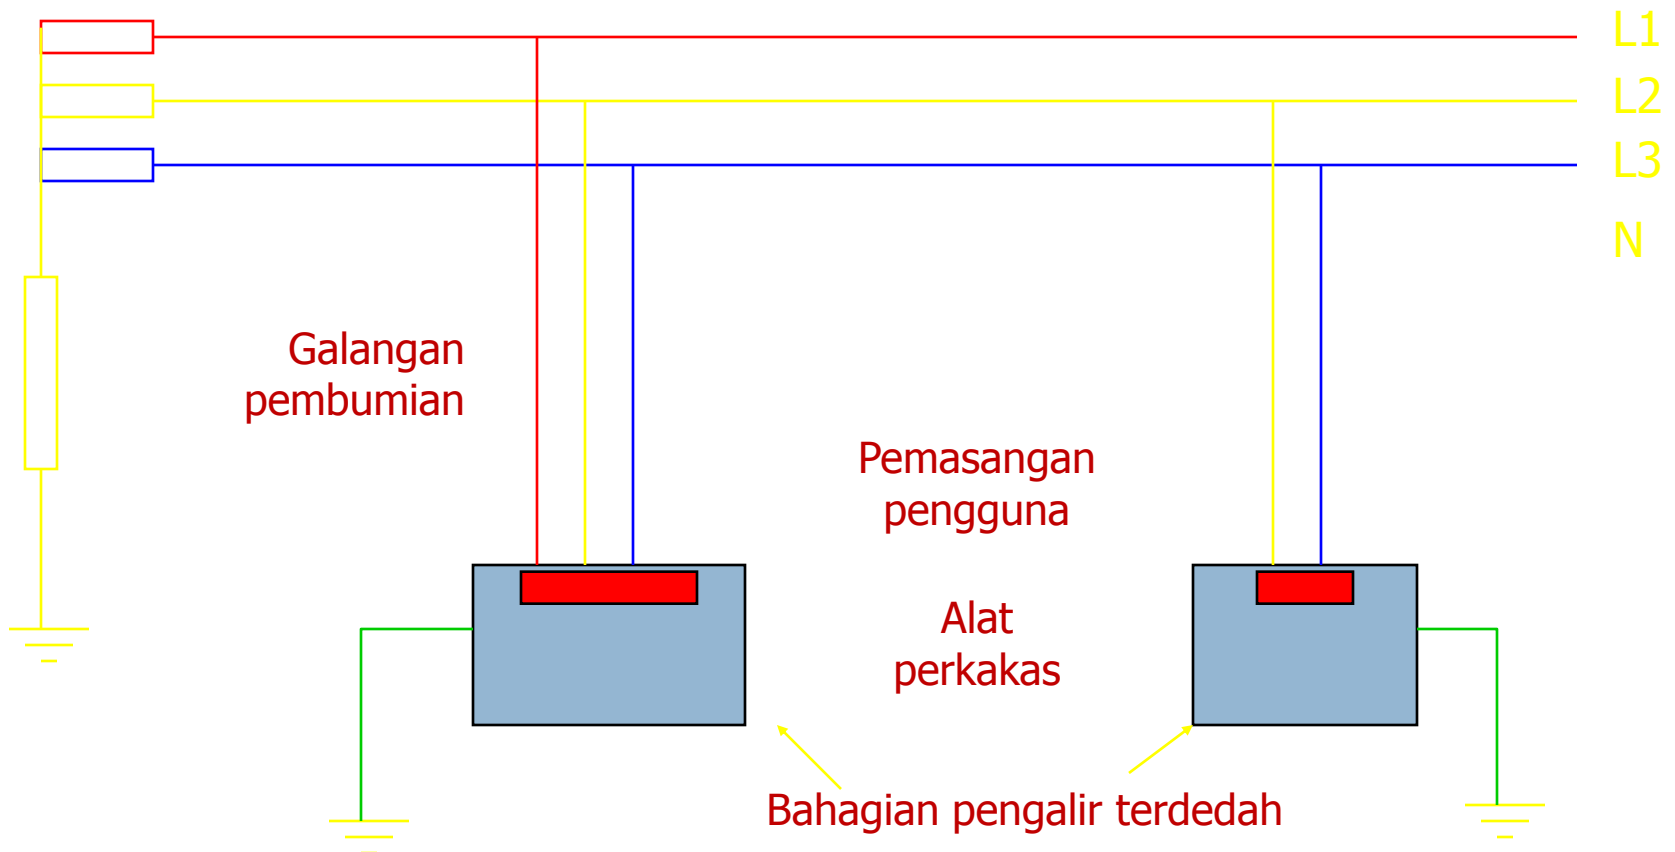 L1
L2
L3
N
Galangan
pembumian
Pemasangan
pengguna
Alat
perkakas
Bahagian pengalir terdedah